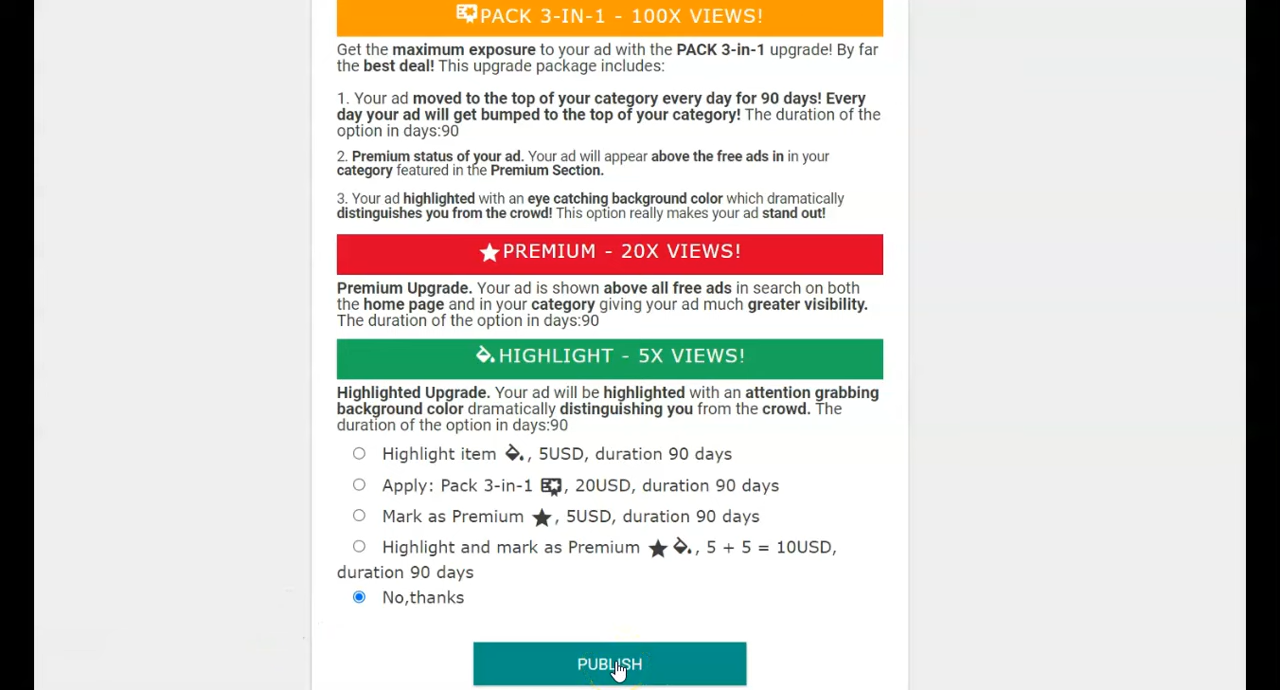 PACK 3-IN-1 - 100X VIEWS!
Get the maximum exposure to your ad with the PACK 3-in-1 upgrade! By far
the best deal! This upgrade package includes:
1. Your ad moved to the top of your category every day for 90 days! Every
day your ad will get bumped to the top of your category! The duration of the
option in days:90
2. Premium status of your ad. Your ad will appear above the free ads in in your
category featured in the Premium Section.
3. Your ad highlighted with an eye catching background color which dramatically
distinguishes you from the crowd! This option really makes your ad stand out!
PREMIUM - 20X VIEWS!
Premium Upgrade. Your ad is shown above all free ads in search on both
the home page and in your category giving your ad much greater visibility.
The duration of the option in days:90
HIGHLIGHT - 5X VIEWS!
Highlighted Upgrade. Your ad will be highlighted with an attention grabbing
background color dramatically distinguishing you from the crowd. The
duration of the option in days:90
Highlight item , 5USD, duration 90 days
Apply: Pack 3-in-1 , 20USD, duration 90 days
Mark as Premium , 5USD, duration 90 days
Highlight and mark as Premium , 5 + 5 = 10USD,
duration 90 days
No,thanks
PUBLISH